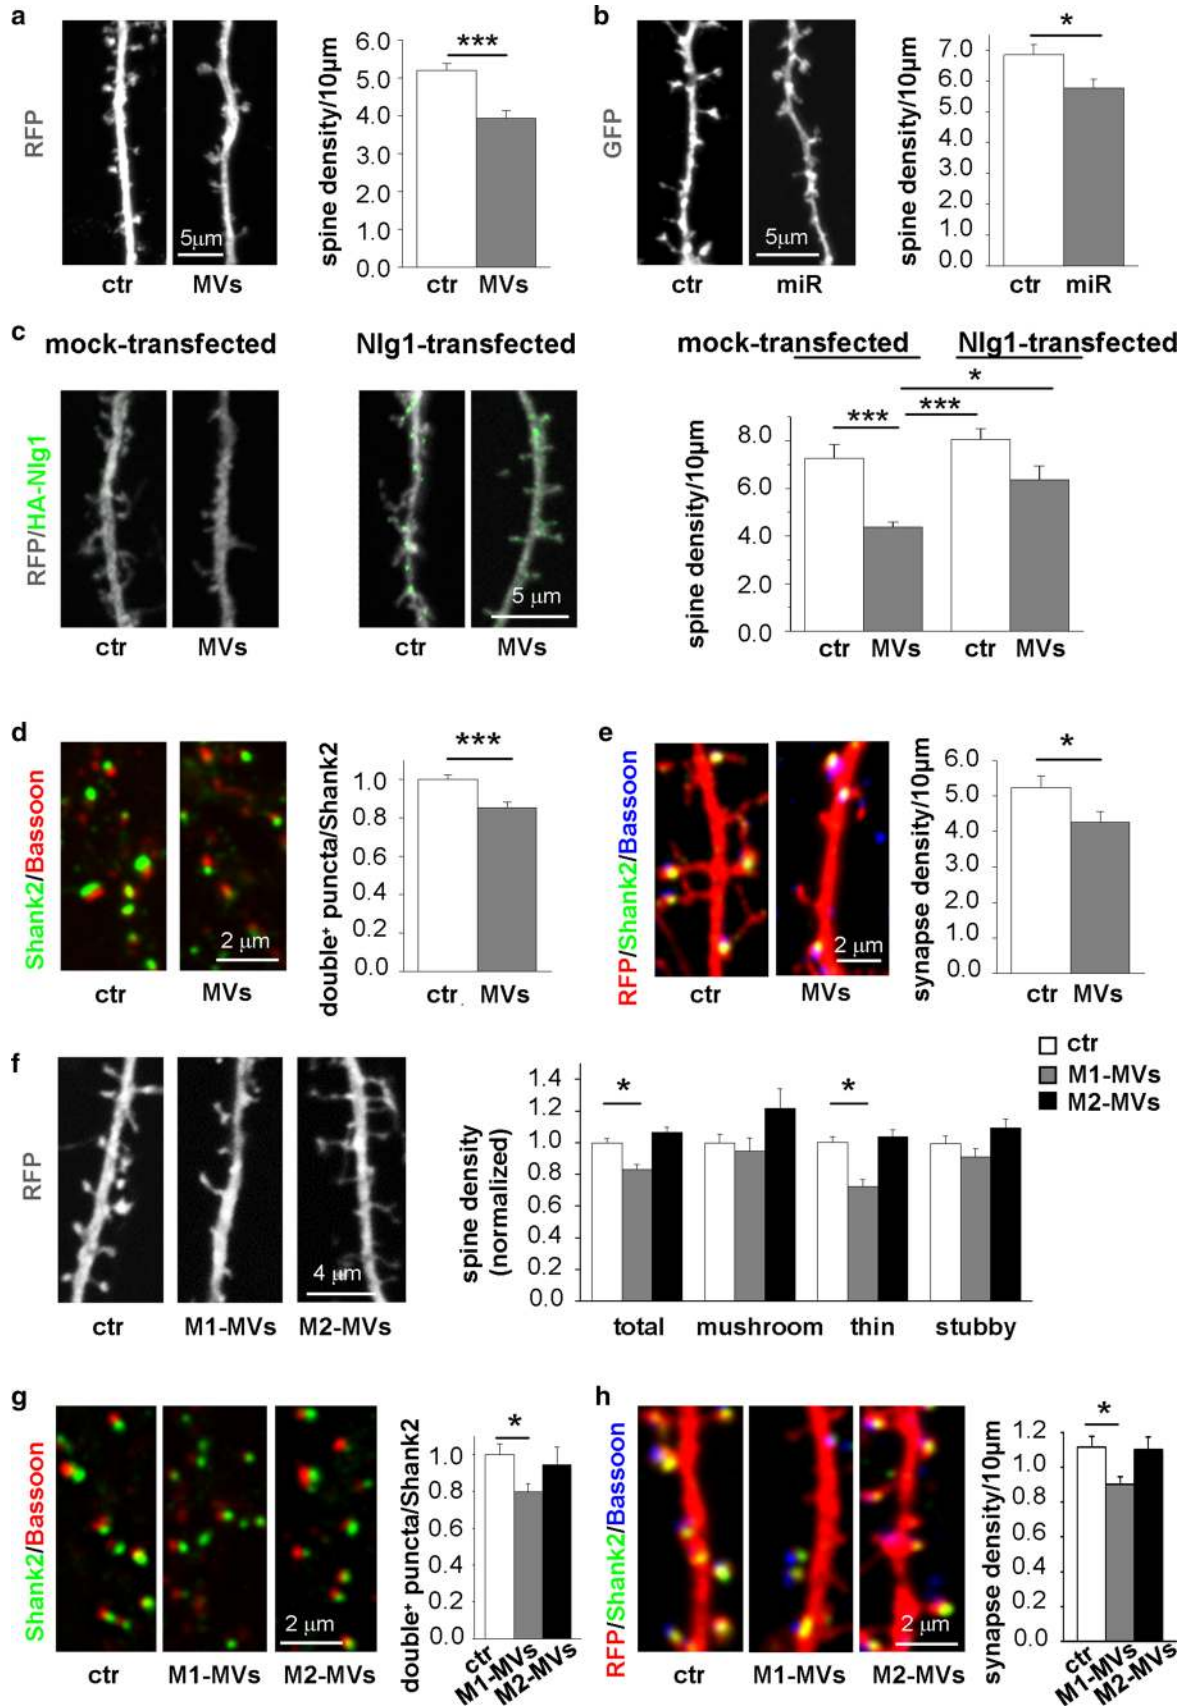 a
RFP
5μm
ctr
MVs
spine density/10μm
6.0
5.0
4.0
3.0
2.0
1.0
0.0
***
ctr MVs
b
GFP
5μm
ctr
miR
spine density/10μm
7.0
6.0
5.0
4.0
3.0
2.0
1.0
0.0
*
ctr miR
c
mock-transfected
Nlg1-transfected
RFP/HA-Nlg1
5 μm
ctr
MVs
ctr
MVs
mock-transfected
Nlg1-transfected
spine density/10μm
8.0
6.0
4.0
2.0
0.0
*
*** ***
ctr MVs ctr MVs
d
Shank2/Bassoon
2 μm
ctr
MVs
double⁺ puncta/Shank2
1.0
0.8
0.6
0.4
0.2
0.0
***
ctr MVs
e
RFP/Shank2/Bassoon
2 μm
ctr
MVs
synapse density/10μm
6.0
5.0
4.0
3.0
2.0
1.0
0.0
*
ctr MVs
f
RFP
4 μm
ctr
M1-MVs
M2-MVs
spine density
(normalized)
1.4
1.2
1.0
0.8
0.6
0.4
0.2
0.0
* *
total mushroom thin stubby
ctr
M1-MVs
M2-MVs
g
Shank2/Bassoon
2 μm
ctr
M1-MVs
M2-MVs
double⁺ puncta/Shank2
1.0
0.8
0.6
0.4
0.2
0.0
*
ctr
M1-MVs
M2-MVs
h
RFP/Shank2/Bassoon
2 μm
ctr
M1-MVs
M2-MVs
synapse density/10μm
1.2
1.0
0.8
0.6
0.4
0.2
0.0
*
ctr
M1-MVs
M2-MVs